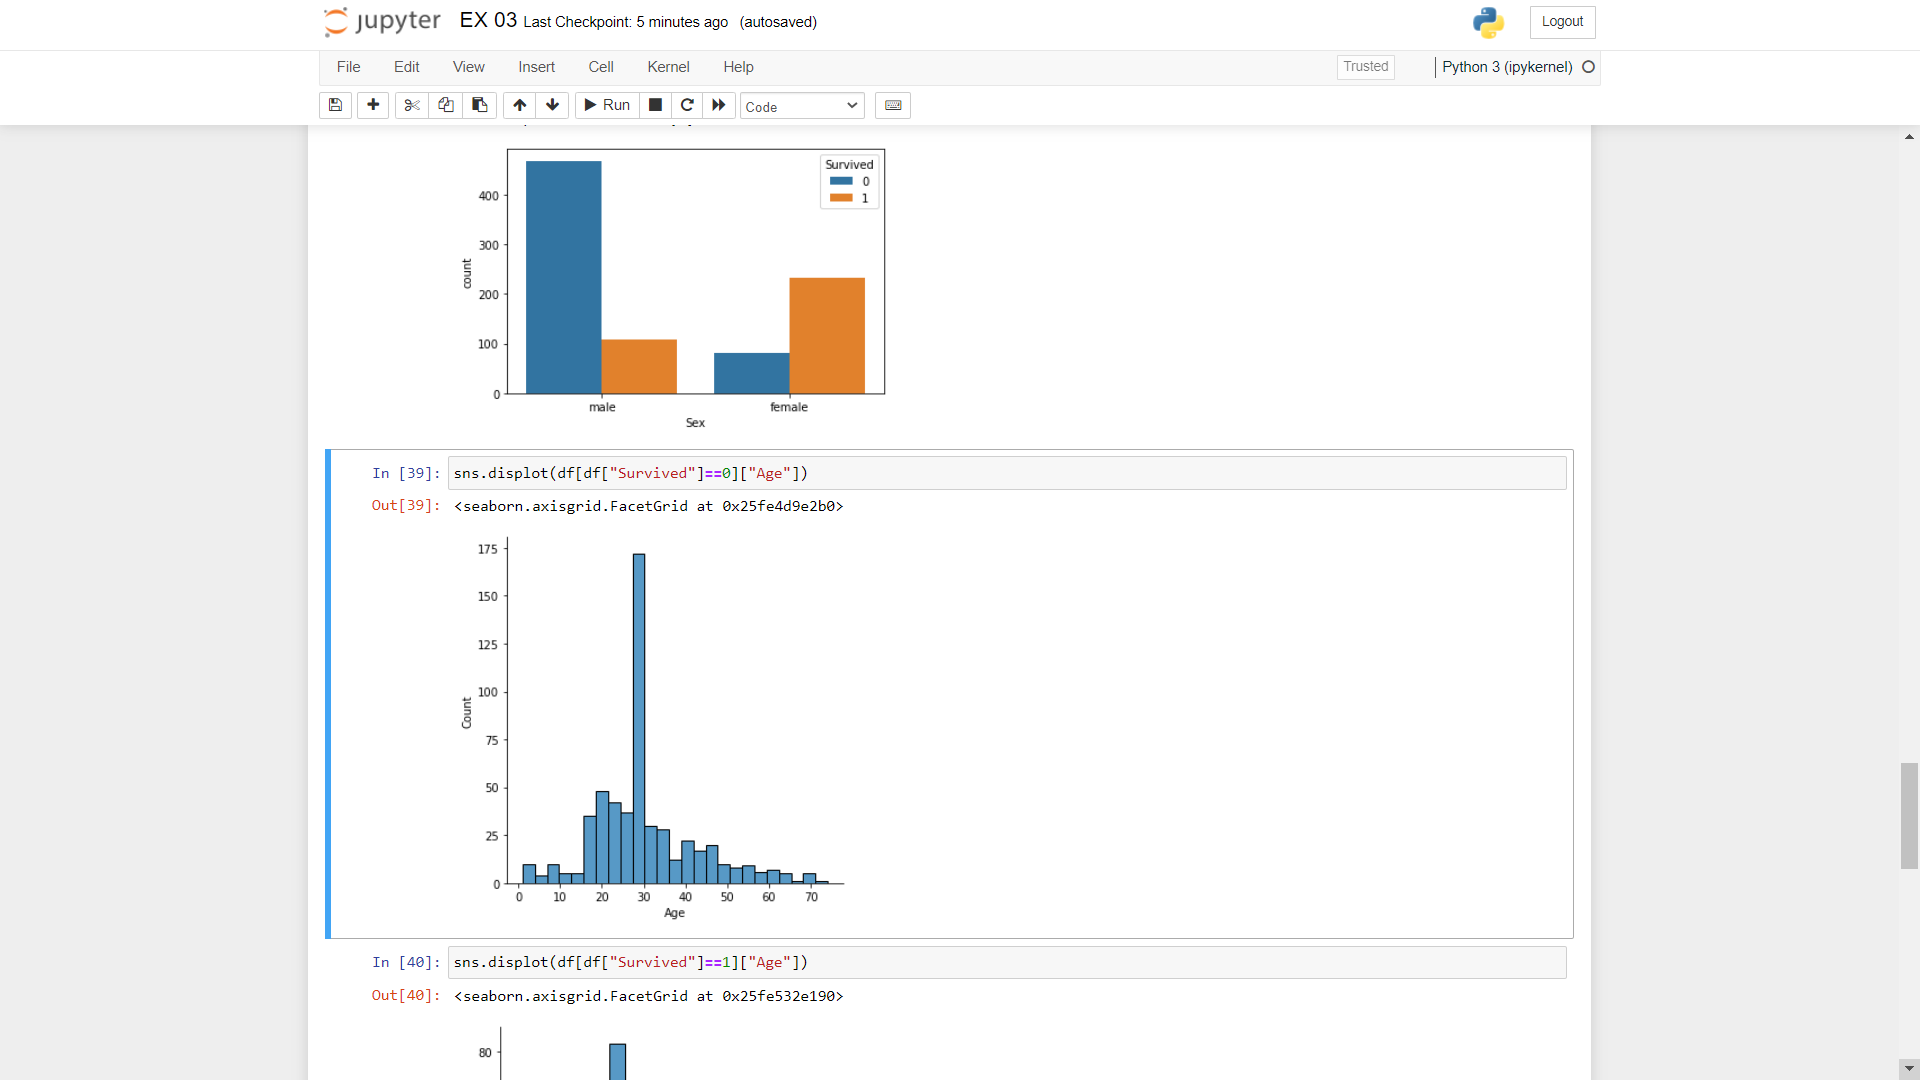 jupyter EX 03 Last Checkpoint: 5 minutes ago (autosaved)
Logout
File Edit View Insert Cell Kernel Help
Trusted
Python 3 (ipykernel)
Run
Code
Survived
0
1
400
300
200
100
0
count
male female
Sex
In [39]: sns.displot(df[df["Survived"]==0]["Age"])
Out[39]: <seaborn.axisgrid.FacetGrid at 0x25fe4d9e2b0>
175
150
125
100
75
50
25
0
Count
0 10 20 30 40 50 60 70
Age
In [40]: sns.displot(df[df["Survived"]==1]["Age"])
Out[40]: <seaborn.axisgrid.FacetGrid at 0x25fe532e190>
80